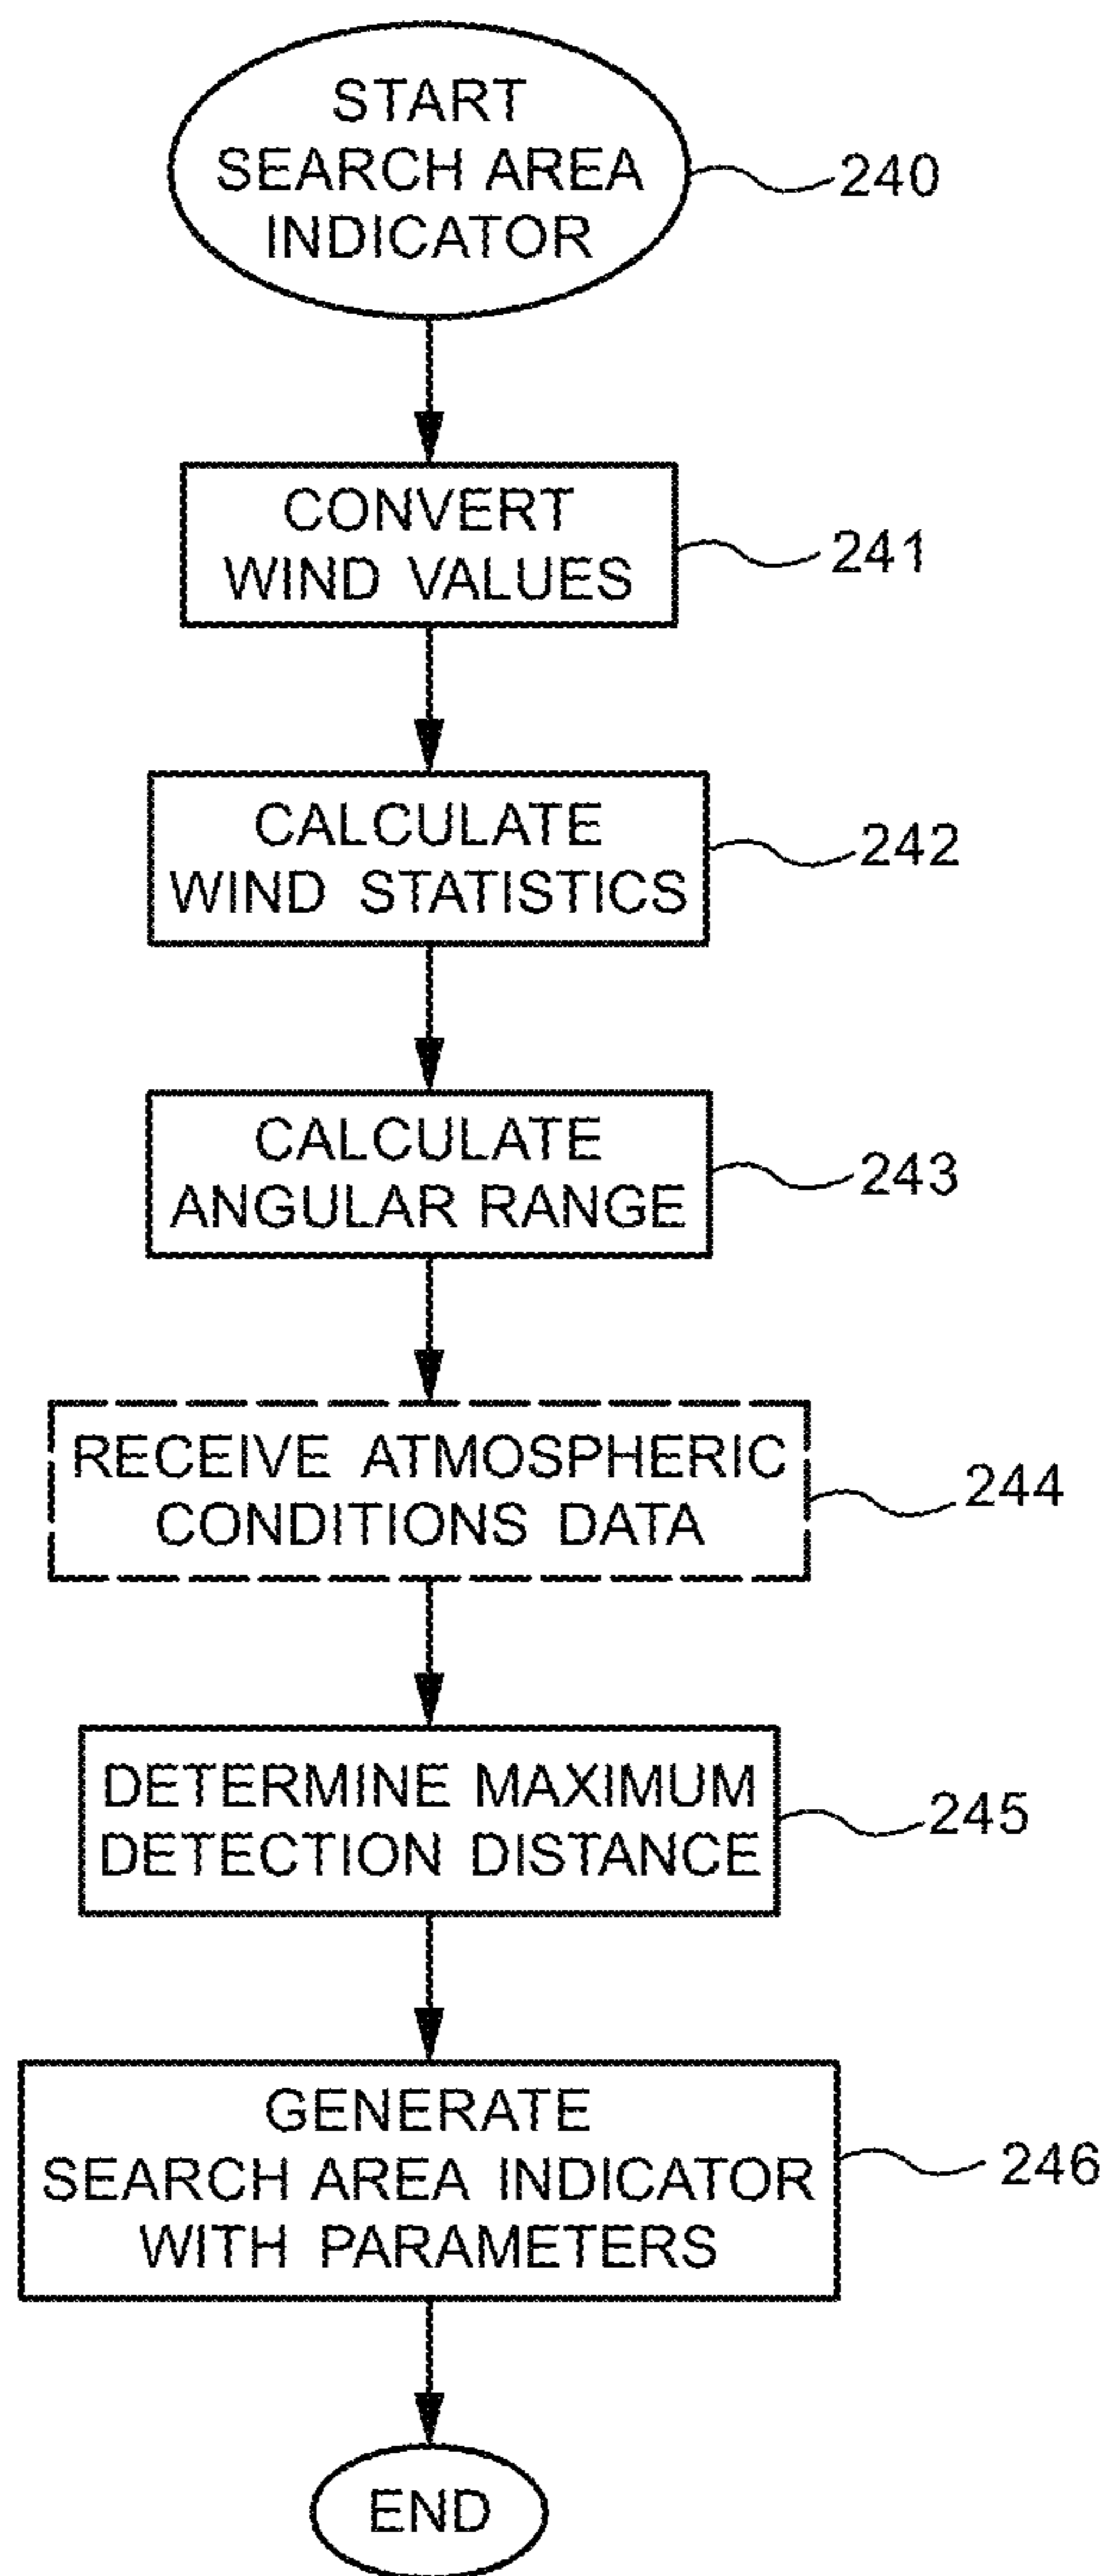 START
SEARCH AREA
INDICATOR
240
CONVERT
WIND VALUES
241
CALCULATE
WIND STATISTICS
242
CALCULATE
ANGULAR RANGE
243
RECEIVE ATMOSPHERIC
CONDITIONS DATA
244
DETERMINE MAXIMUM
DETECTION DISTANCE
245
GENERATE
SEARCH AREA INDICATOR
WITH PARAMETERS
246
END